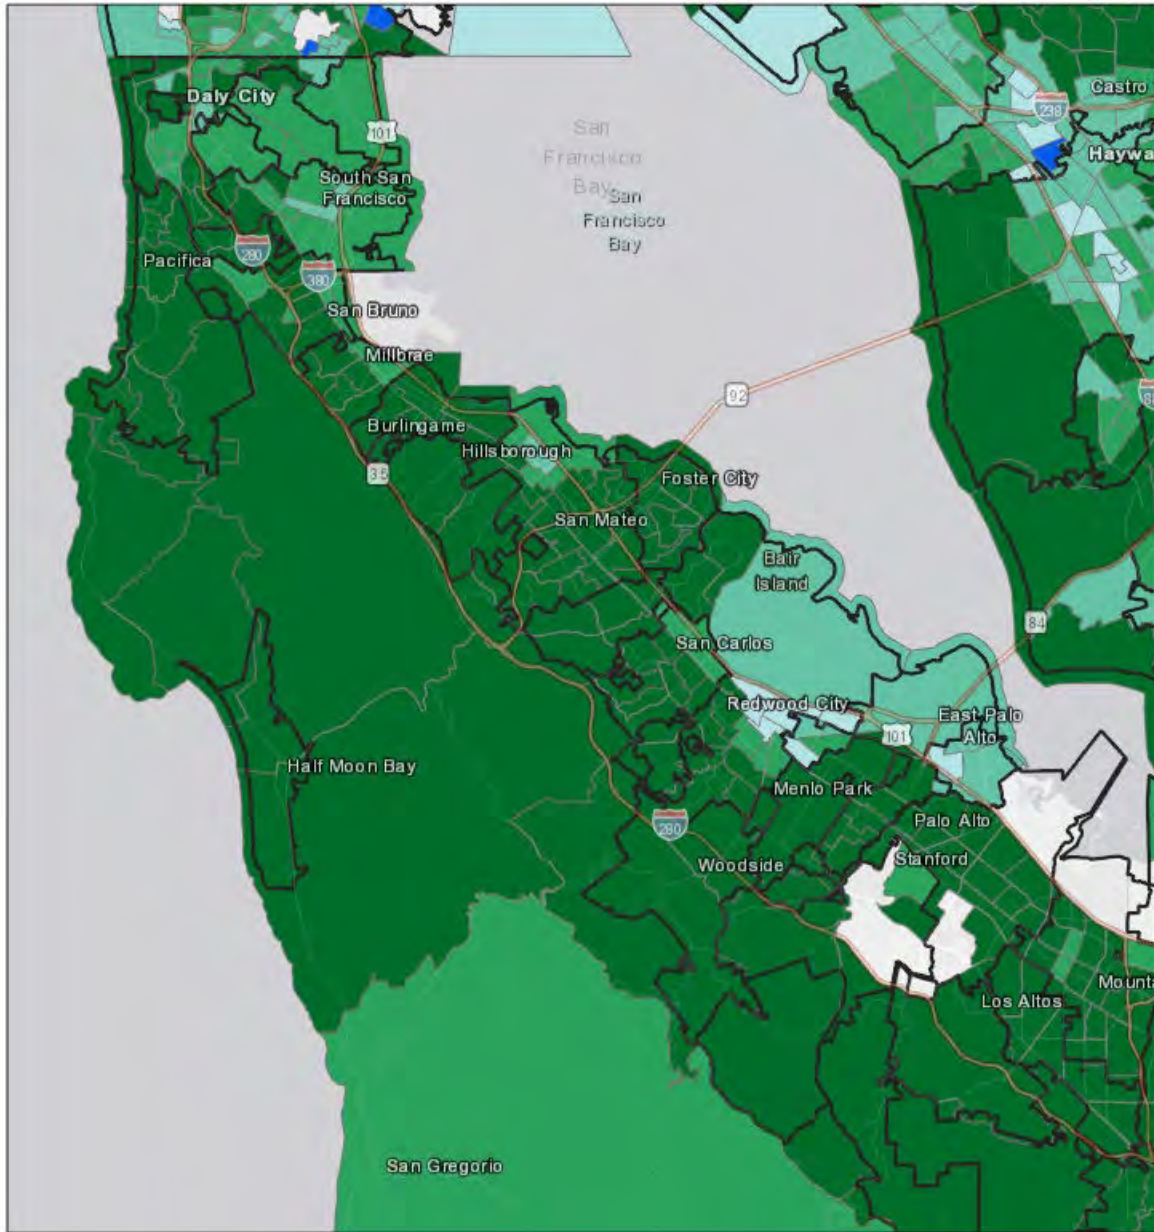 Castro
238
Daly City
101
San
Francisco
Bay
Haywa
South San
Francisco
San
Francisco
Bay
Pacifica
280
380
San Bruno
Millbrae
92
Burlingame
Hillsborough
35
Foster City
San Mateo
Bair
Island
84
San Carlos
Redwood City
East Palo
Alto
101
Half Moon Bay
Menlo Park
280
Palo Alto
Woodside
Stanford
Mounta
Los Altos
San Gregorio